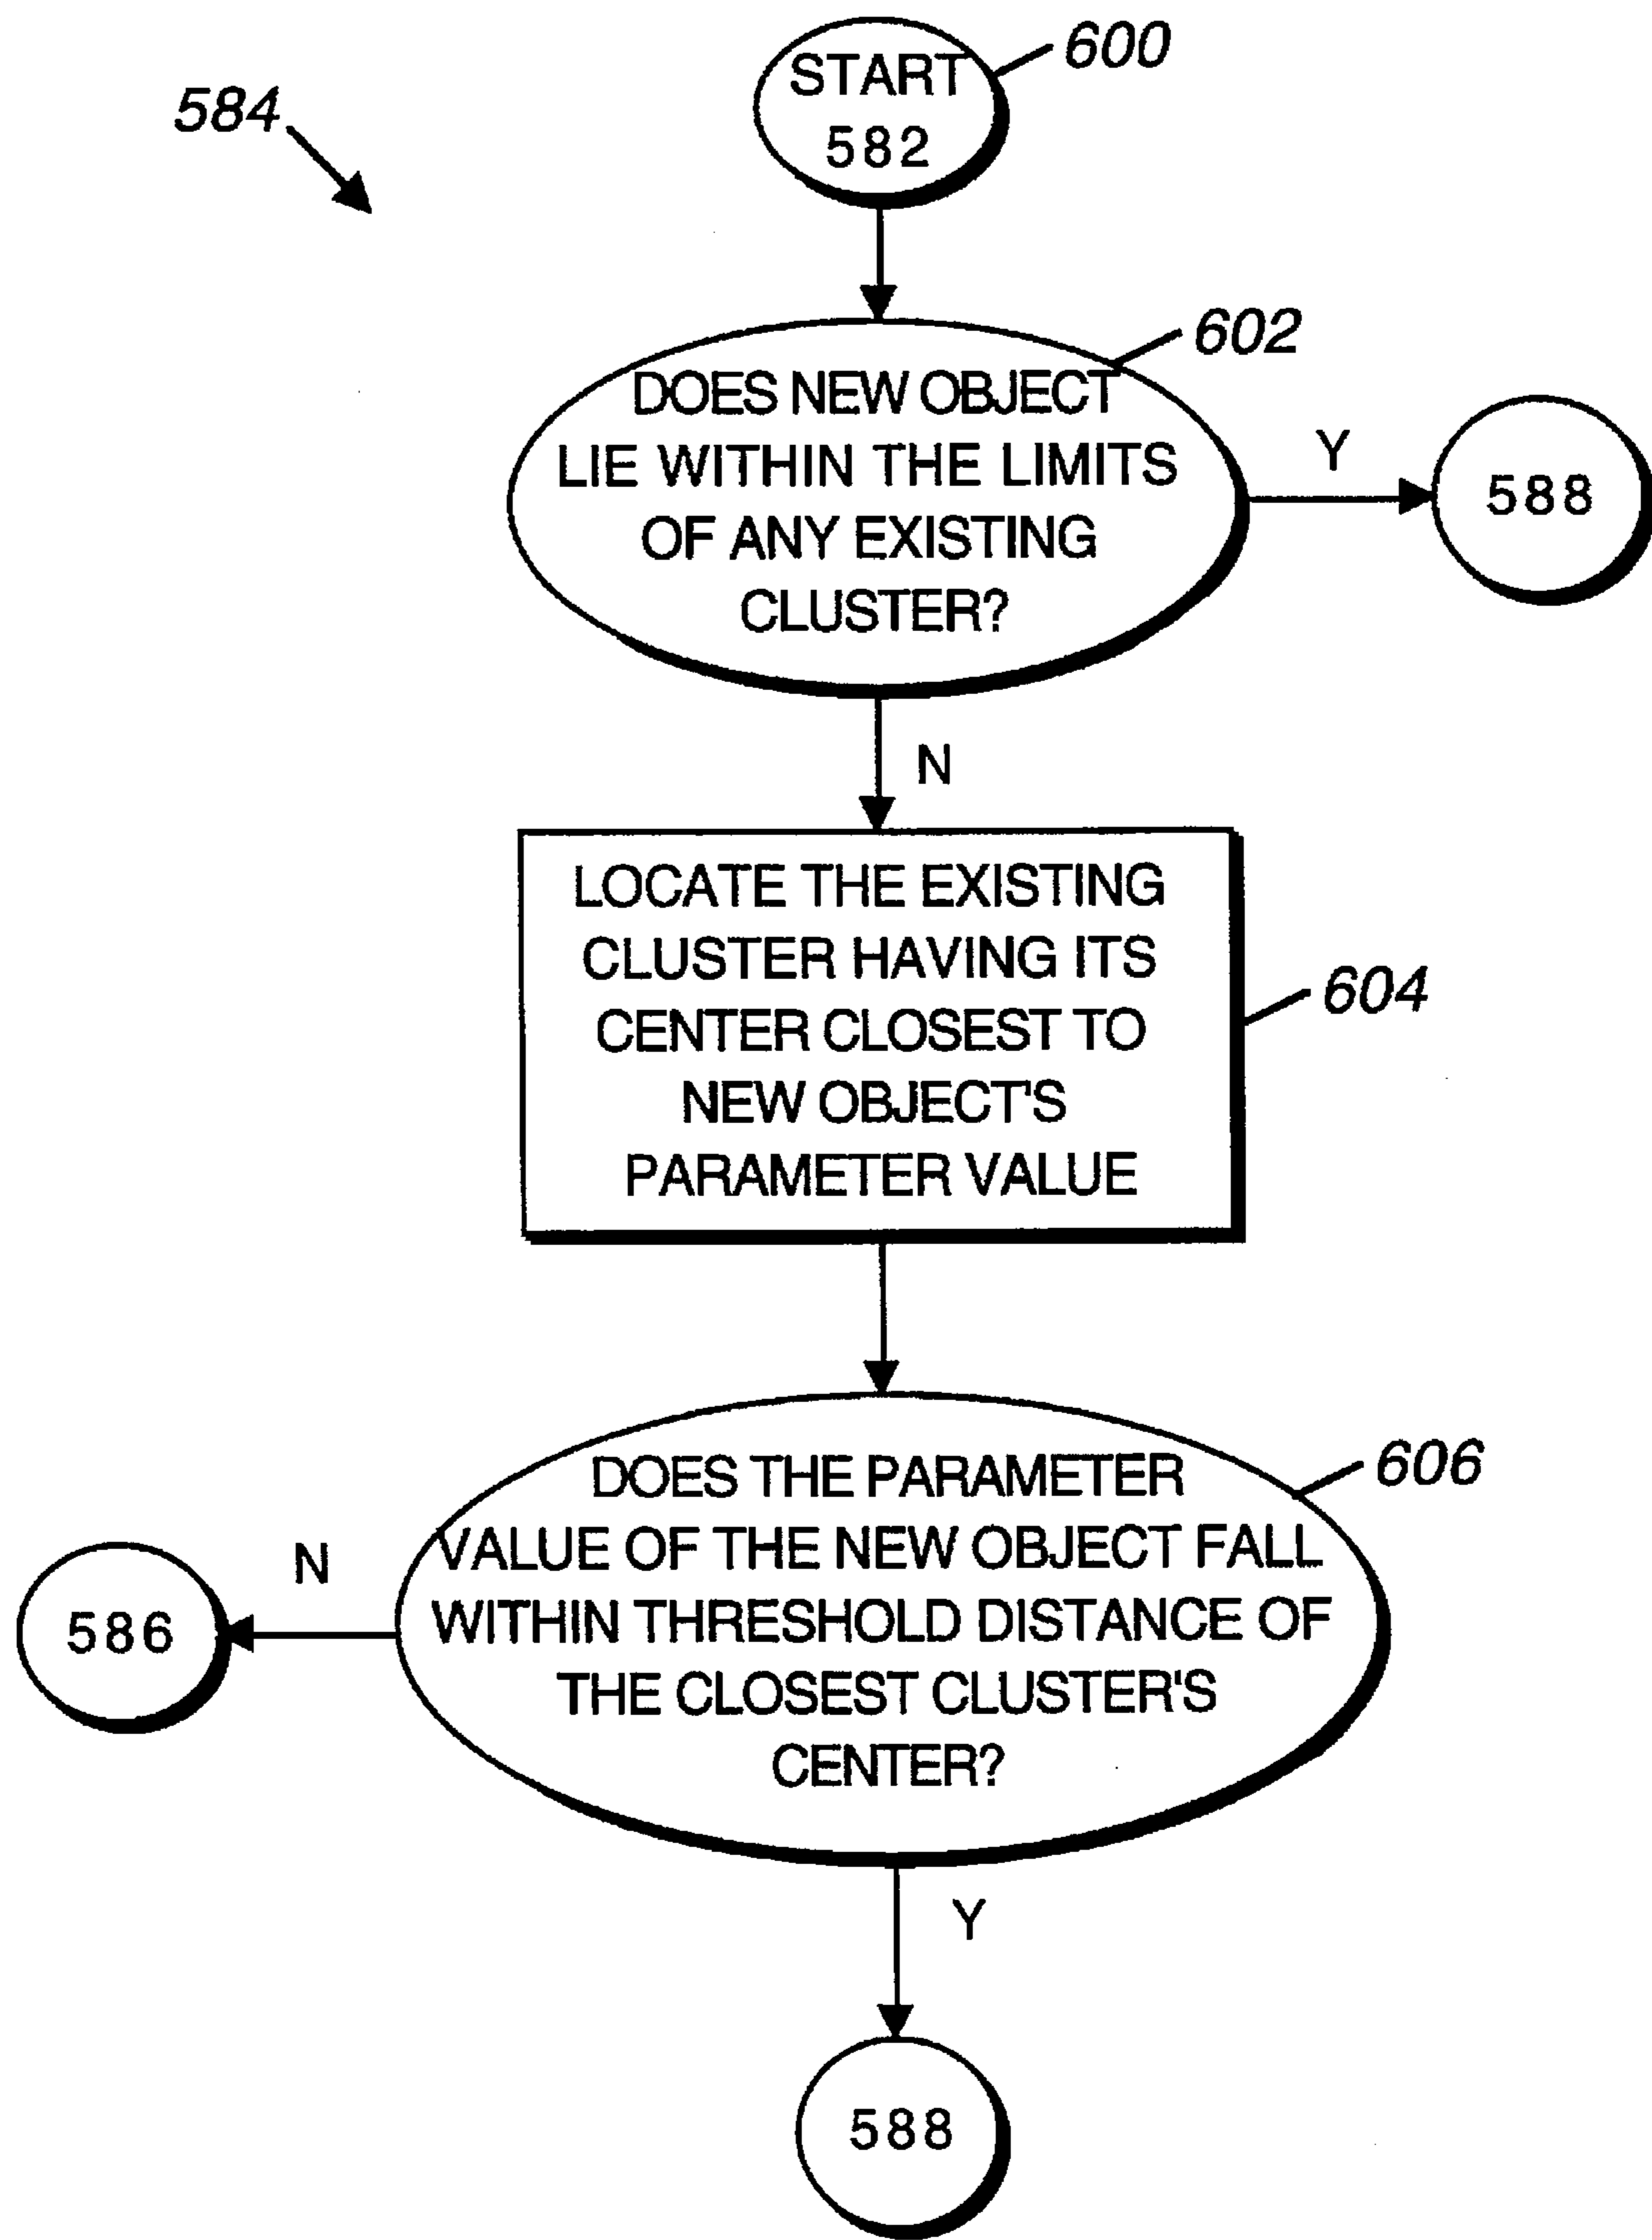 600
START
582
584
602
DOES NEW OBJECT
LIE WITHIN THE LIMITS
OF ANY EXISTING
CLUSTER?
Y
588
N
LOCATE THE EXISTING
CLUSTER HAVING ITS
CENTER CLOSEST TO
NEW OBJECT'S
PARAMETER VALUE
604
606
DOES THE PARAMETER
VALUE OF THE NEW OBJECT FALL
WITHIN THRESHOLD DISTANCE OF
THE CLOSEST CLUSTER'S
CENTER?
N
586
Y
588